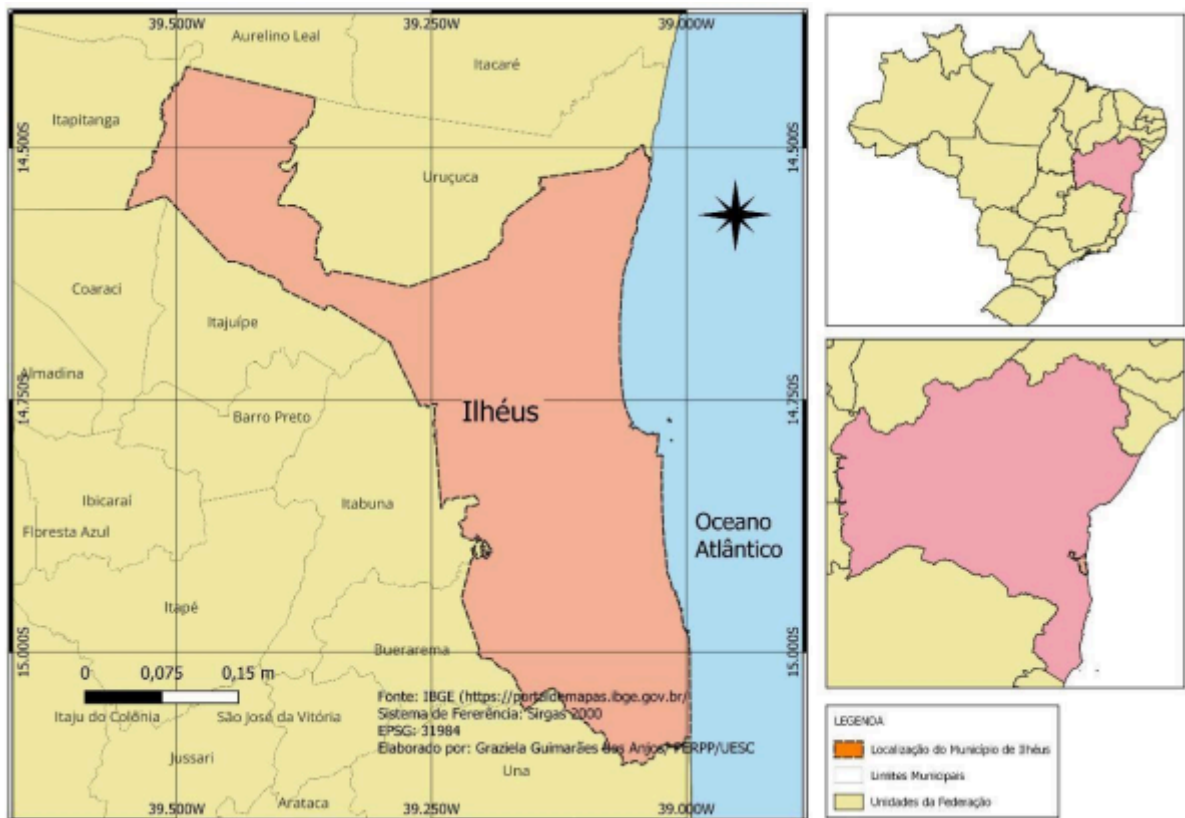 39.500W 39.250W 39.000W
Aurelino Leal
Itacaré
Itapitanga
14.500S 14.500S
Uruçuca
Coaraci
Itajuípe
Almadina
14.750S 14.750S
Barro Preto
Ilhéus
Ibicaraí
Itabuna
Floresta Azul
Oceano
Atlântico
Itapé
Buerarema
15.000S 15.000S
0 0,075 0,15 m
Fonte: IBGE (https://portaldemapas.ibge.gov.br/
Itaju do Colônia São José da Vitória
Sistema de Fererência: Sirgas 2000
EPSG: 31984
Elaborado por: Graziela Guimarães dos Anjos/ PERPP/UESC
Jussari
Una
Arataca
39.500W 39.250W 39.000W
LEGENDA
Localização do Município de Ilhéus
Limites Municipais
Unidades da Federação